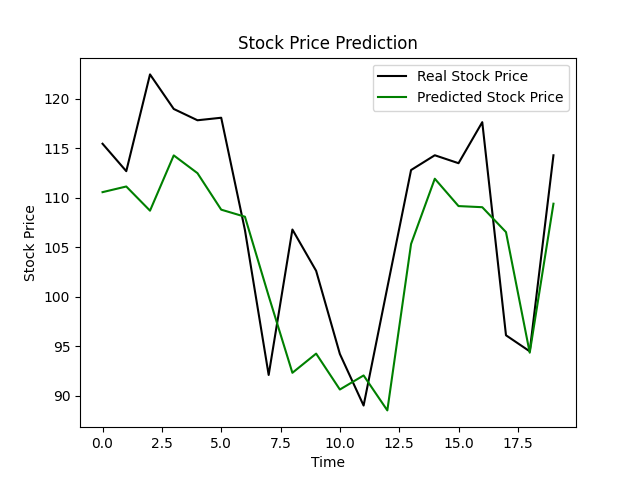 Stock Price Prediction
Real Stock Price
Predicted Stock Price
Stock Price
120
115
110
105
100
95
90
0.0 2.5 5.0 7.5 10.0 12.5 15.0 17.5
Time